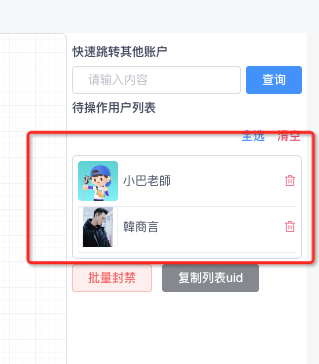 快速跳转其他账户
请输入内容
查询
待操作用户列表
全选 清空
小巴老師
韓商言
批量封禁
复制列表uid